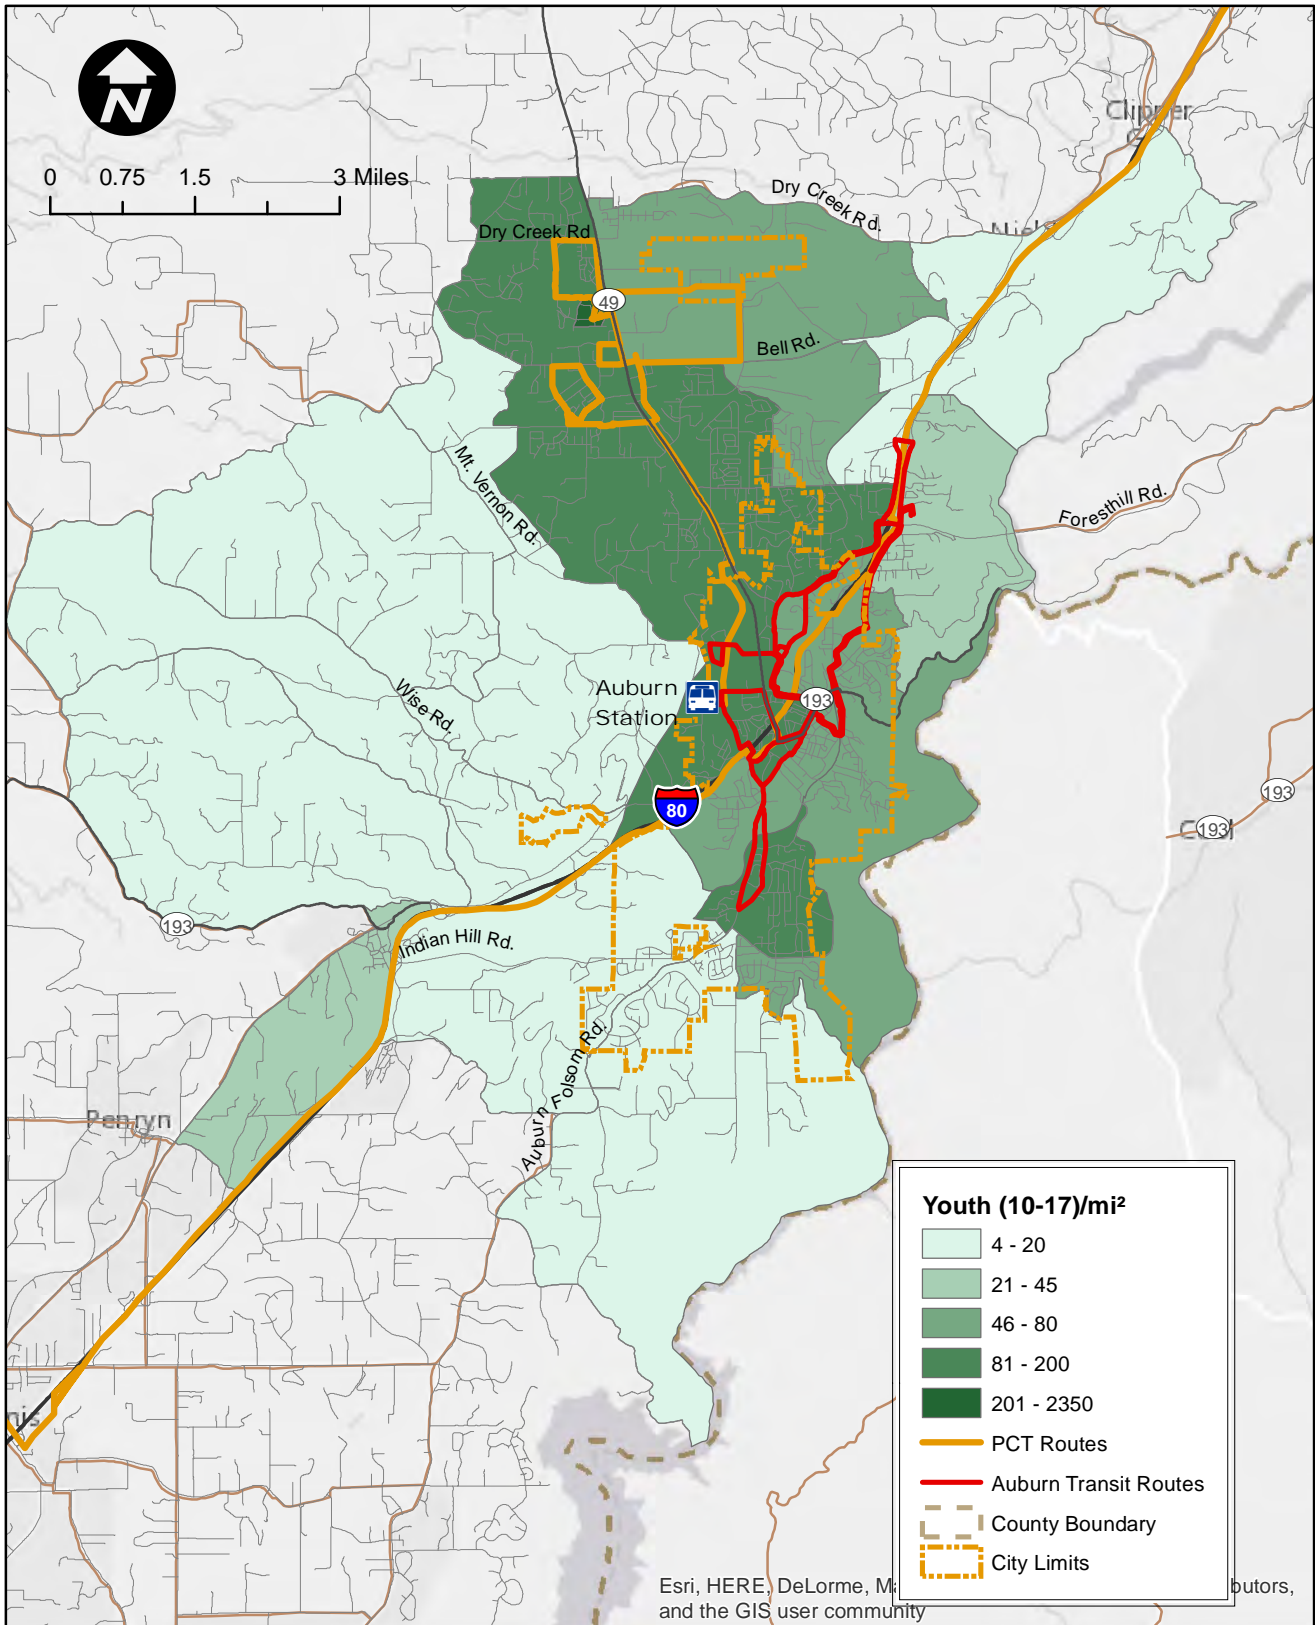 N
0 0.75 1.5 3 Miles
Clipper
Dry Creek Rd.
Dry Creek Rd
49
Bell Rd.
Mt. Vernon Rd.
Foresthill Rd.
Auburn
Station
193
Wise Rd.
80
193
193
193
Indian Hill Rd.
Auburn Folsom Rd.
Penryn
Youth (10-17)/mi²
4 - 20
21 - 45
46 - 80
81 - 200
201 - 2350
PCT Routes
Auburn Transit Routes
County Boundary
City Limits
Esri, HERE, DeLorme,
and the GIS user community